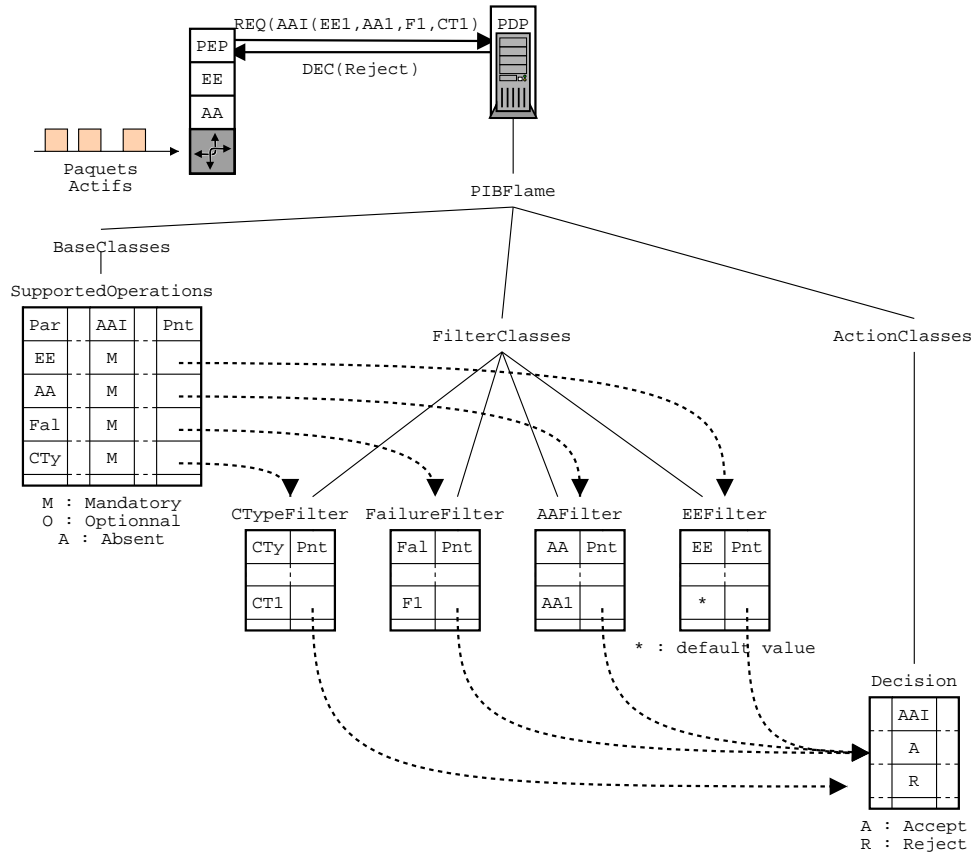 REQ(AAI(EE1,AA1,F1,CT1)
PDP
PEP
DEC(Reject)
EE
AA
Paquets
Actifs
PIBFlame
BaseClasses
SupportedOperations
Par AAI Pnt
EE M
AA M
Fal M
CTy M
M : Mandatory
O : Optionnal
A : Absent
FilterClasses
ActionClasses
CTypeFilter
CTy Pnt
CT1
FailureFilter
Fal Pnt
F1
AAFilter
AA Pnt
AA1
EEFilter
EE Pnt
*
* : default value
Decision
AAI
A
R
A : Accept
R : Reject